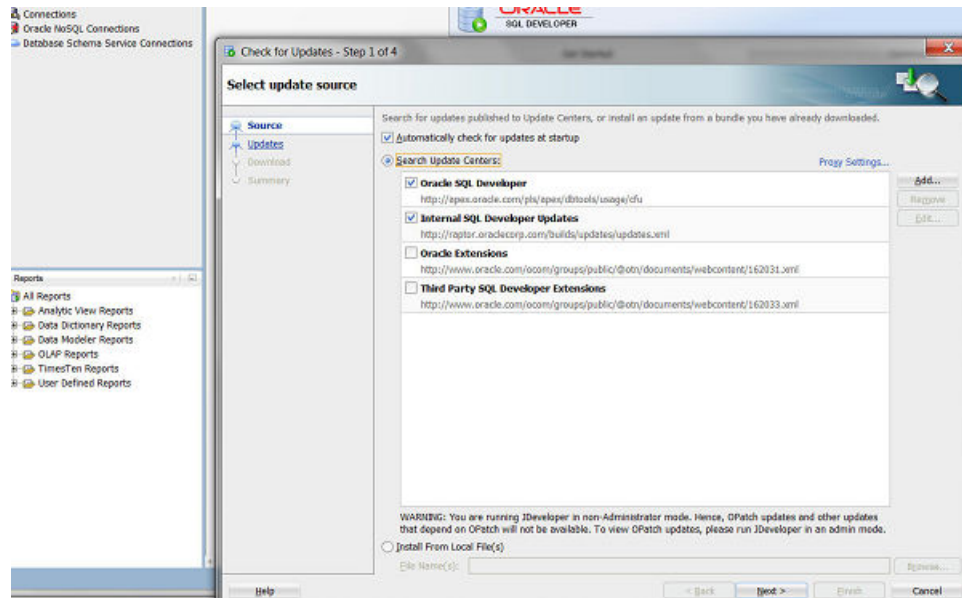 Connections
Oracle NoSQL Connections
Database Schema Service Connections
ORACLE
SQL DEVELOPER
Check for Updates - Step 1 of 4
Select update source
Source
Updates
Download
Summary
Search for updates published to Update Centers, or install an update from a bundle you have already downloaded.
Automatically check for updates at startup
Search Update Centers:
Proxy Settings...
Oracle SQL Developer
http://apex.oracle.com/pls/apex/dbtools/usage/cfu
Internal SQL Developer Updates
http://raptor.oraclecorp.com/builds/updates/updates.xml
Oracle Extensions
http://www.oracle.com/ocom/groups/public/@otn/documents/webcontent/162031.xml
Third Party SQL Developer Extensions
http://www.oracle.com/ocom/groups/public/@otn/documents/webcontent/162033.xml
Add...
Remove
Edit...
Reports
All Reports
Analytic View Reports
Data Dictionary Reports
Data Modeler Reports
OLAP Reports
TimesTen Reports
User Defined Reports
WARNING: You are running JDeveloper in non-Administrator mode. Hence, OPatch updates and other updates
that depend on OPatch will not be available. To view OPatch updates, please run JDeveloper in an admin mode.
Install From Local File(s)
File Name(s):
Browse...
Help
< Back
Next >
Finish
Cancel